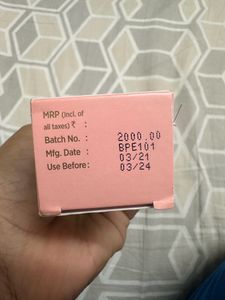 MRP (Incl. of
all taxes) ₹ :
Batch No. : 2000.00
Mfg. Date : BPE101
Use Before: 03/21
03/24